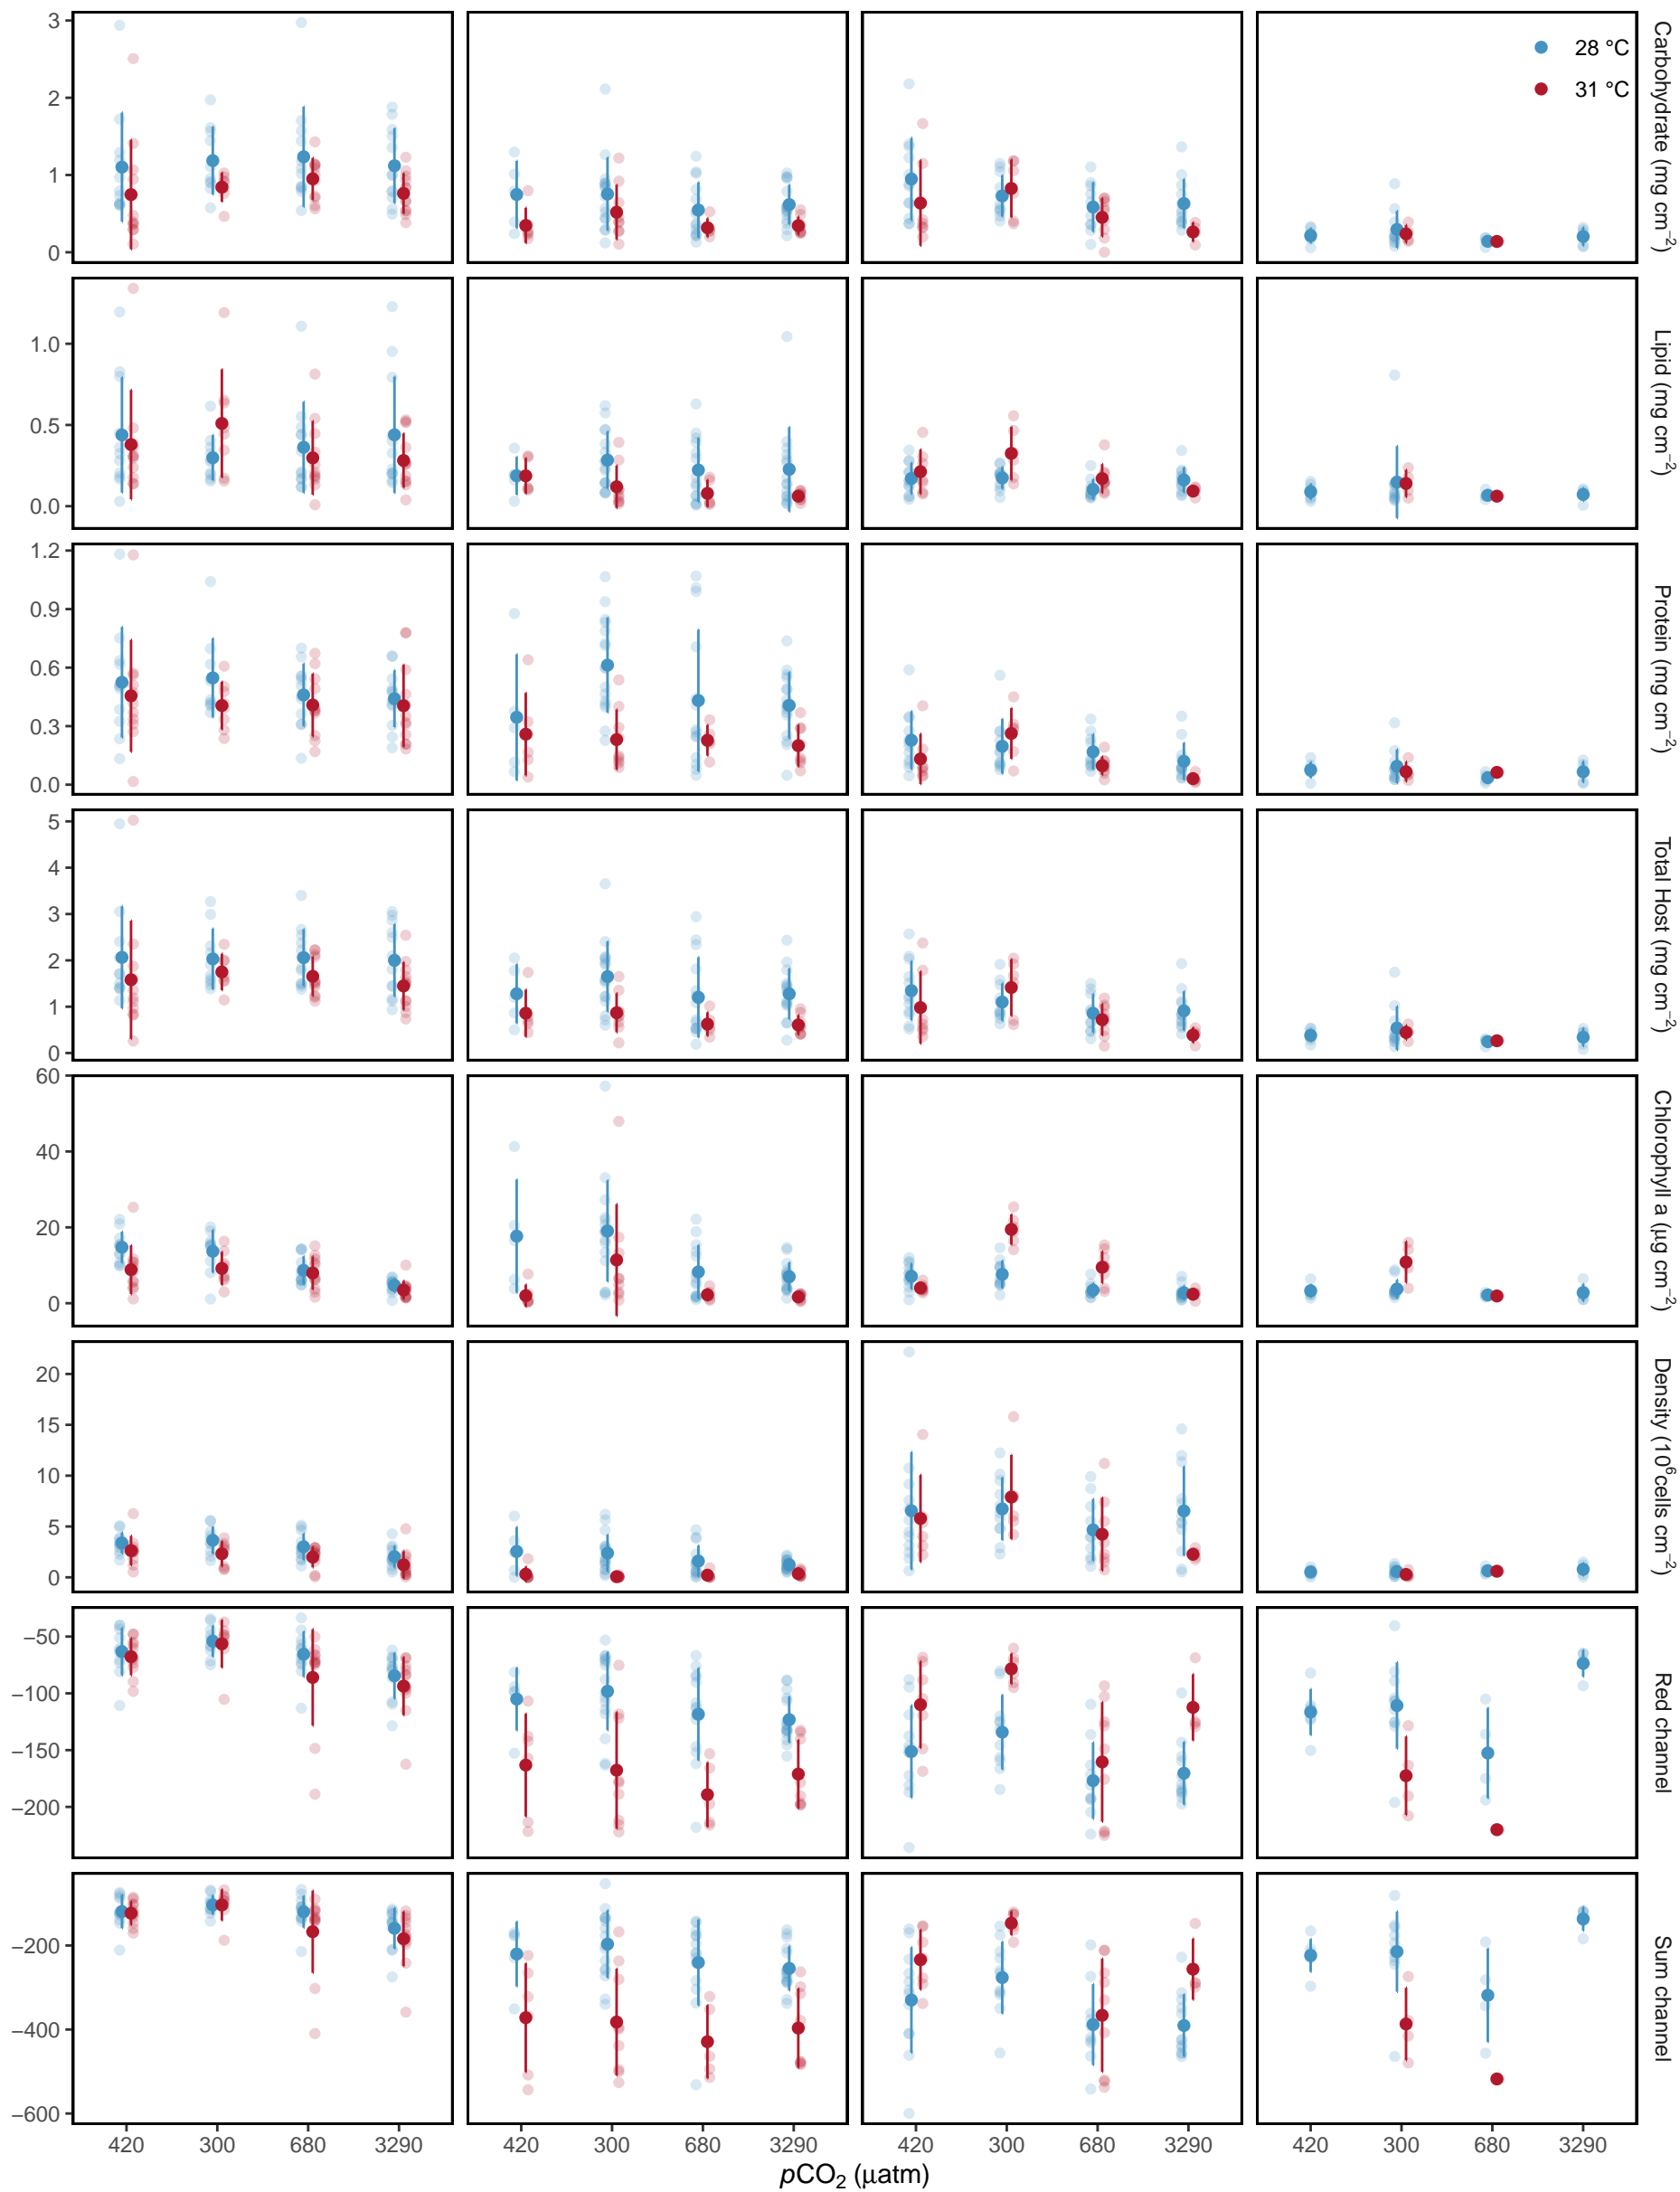 3
2
1
0
28 °C
31 °C
Carbohydrate (mg cm⁻²)
1.0
0.5
0.0
Lipid (mg cm⁻²)
1.2
0.9
0.6
0.3
0.0
Protein (mg cm⁻²)
5
4
3
2
1
0
Total Host (mg cm⁻²)
60
40
20
0
Chlorophyll a (μg cm⁻²)
20
15
10
5
0
Density (10⁶cells cm⁻²)
−50
−100
−150
−200
Red channel
−200
−400
−600
Sum channel
420 300 680 3290 420 300 680 3290 420 300 680 3290 420 300 680 3290
pCO₂ (μatm)